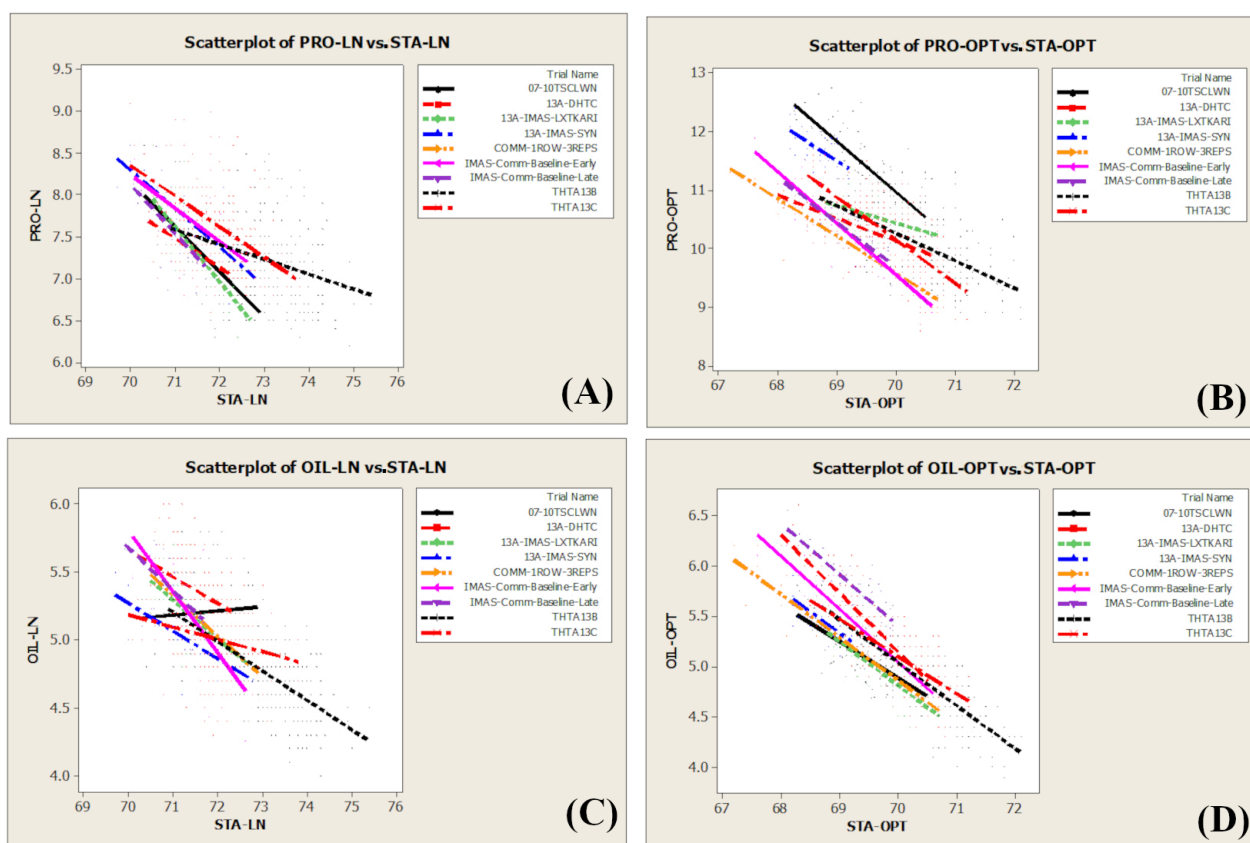 Scatterplot of PRO-LN vs. STA-LN
9.5
9.0
8.5
8.0
7.5
7.0
6.5
6.0
PRO-LN
69 70 71 72 73 74 75 76
STA-LN
Trial Name
07-10TSCLWN
13A-DHTC
13A-IMAS-LXTKARI
13A-IMAS-SYN
COMM-1ROW-3REPS
IMAS-Comm-Baseline-Early
IMAS-Comm-Baseline-Late
THTA13B
THTA13C
(A)
Scatterplot of PRO-OPT vs. STA-OPT
13
12
11
10
9
8
PRO-OPT
67 68 69 70 71 72
STA-OPT
Trial Name
07-10TSCLWN
13A-DHTC
13A-IMAS-LXTKARI
13A-IMAS-SYN
COMM-1ROW-3REPS
IMAS-Comm-Baseline-Early
IMAS-Comm-Baseline-Late
THTA13B
THTA13C
(B)
Scatterplot of OIL-LN vs. STA-LN
6.0
5.5
5.0
4.5
4.0
OIL-LN
69 70 71 72 73 74 75 76
STA-LN
Trial Name
07-10TSCLWN
13A-DHTC
13A-IMAS-LXTKARI
13A-IMAS-SYN
COMM-1ROW-3REPS
IMAS-Comm-Baseline-Early
IMAS-Comm-Baseline-Late
THTA13B
THTA13C
(C)
Scatterplot of OIL-OPT vs. STA-OPT
6.5
6.0
5.5
5.0
4.5
4.0
OIL-OPT
67 68 69 70 71 72
STA-OPT
Trial Name
07-10TSCLWN
13A-DHTC
13A-IMAS-LXTKARI
13A-IMAS-SYN
COMM-1ROW-3REPS
IMAS-Comm-Baseline-Early
IMAS-Comm-Baseline-Late
THTA13B
THTA13C
(D)